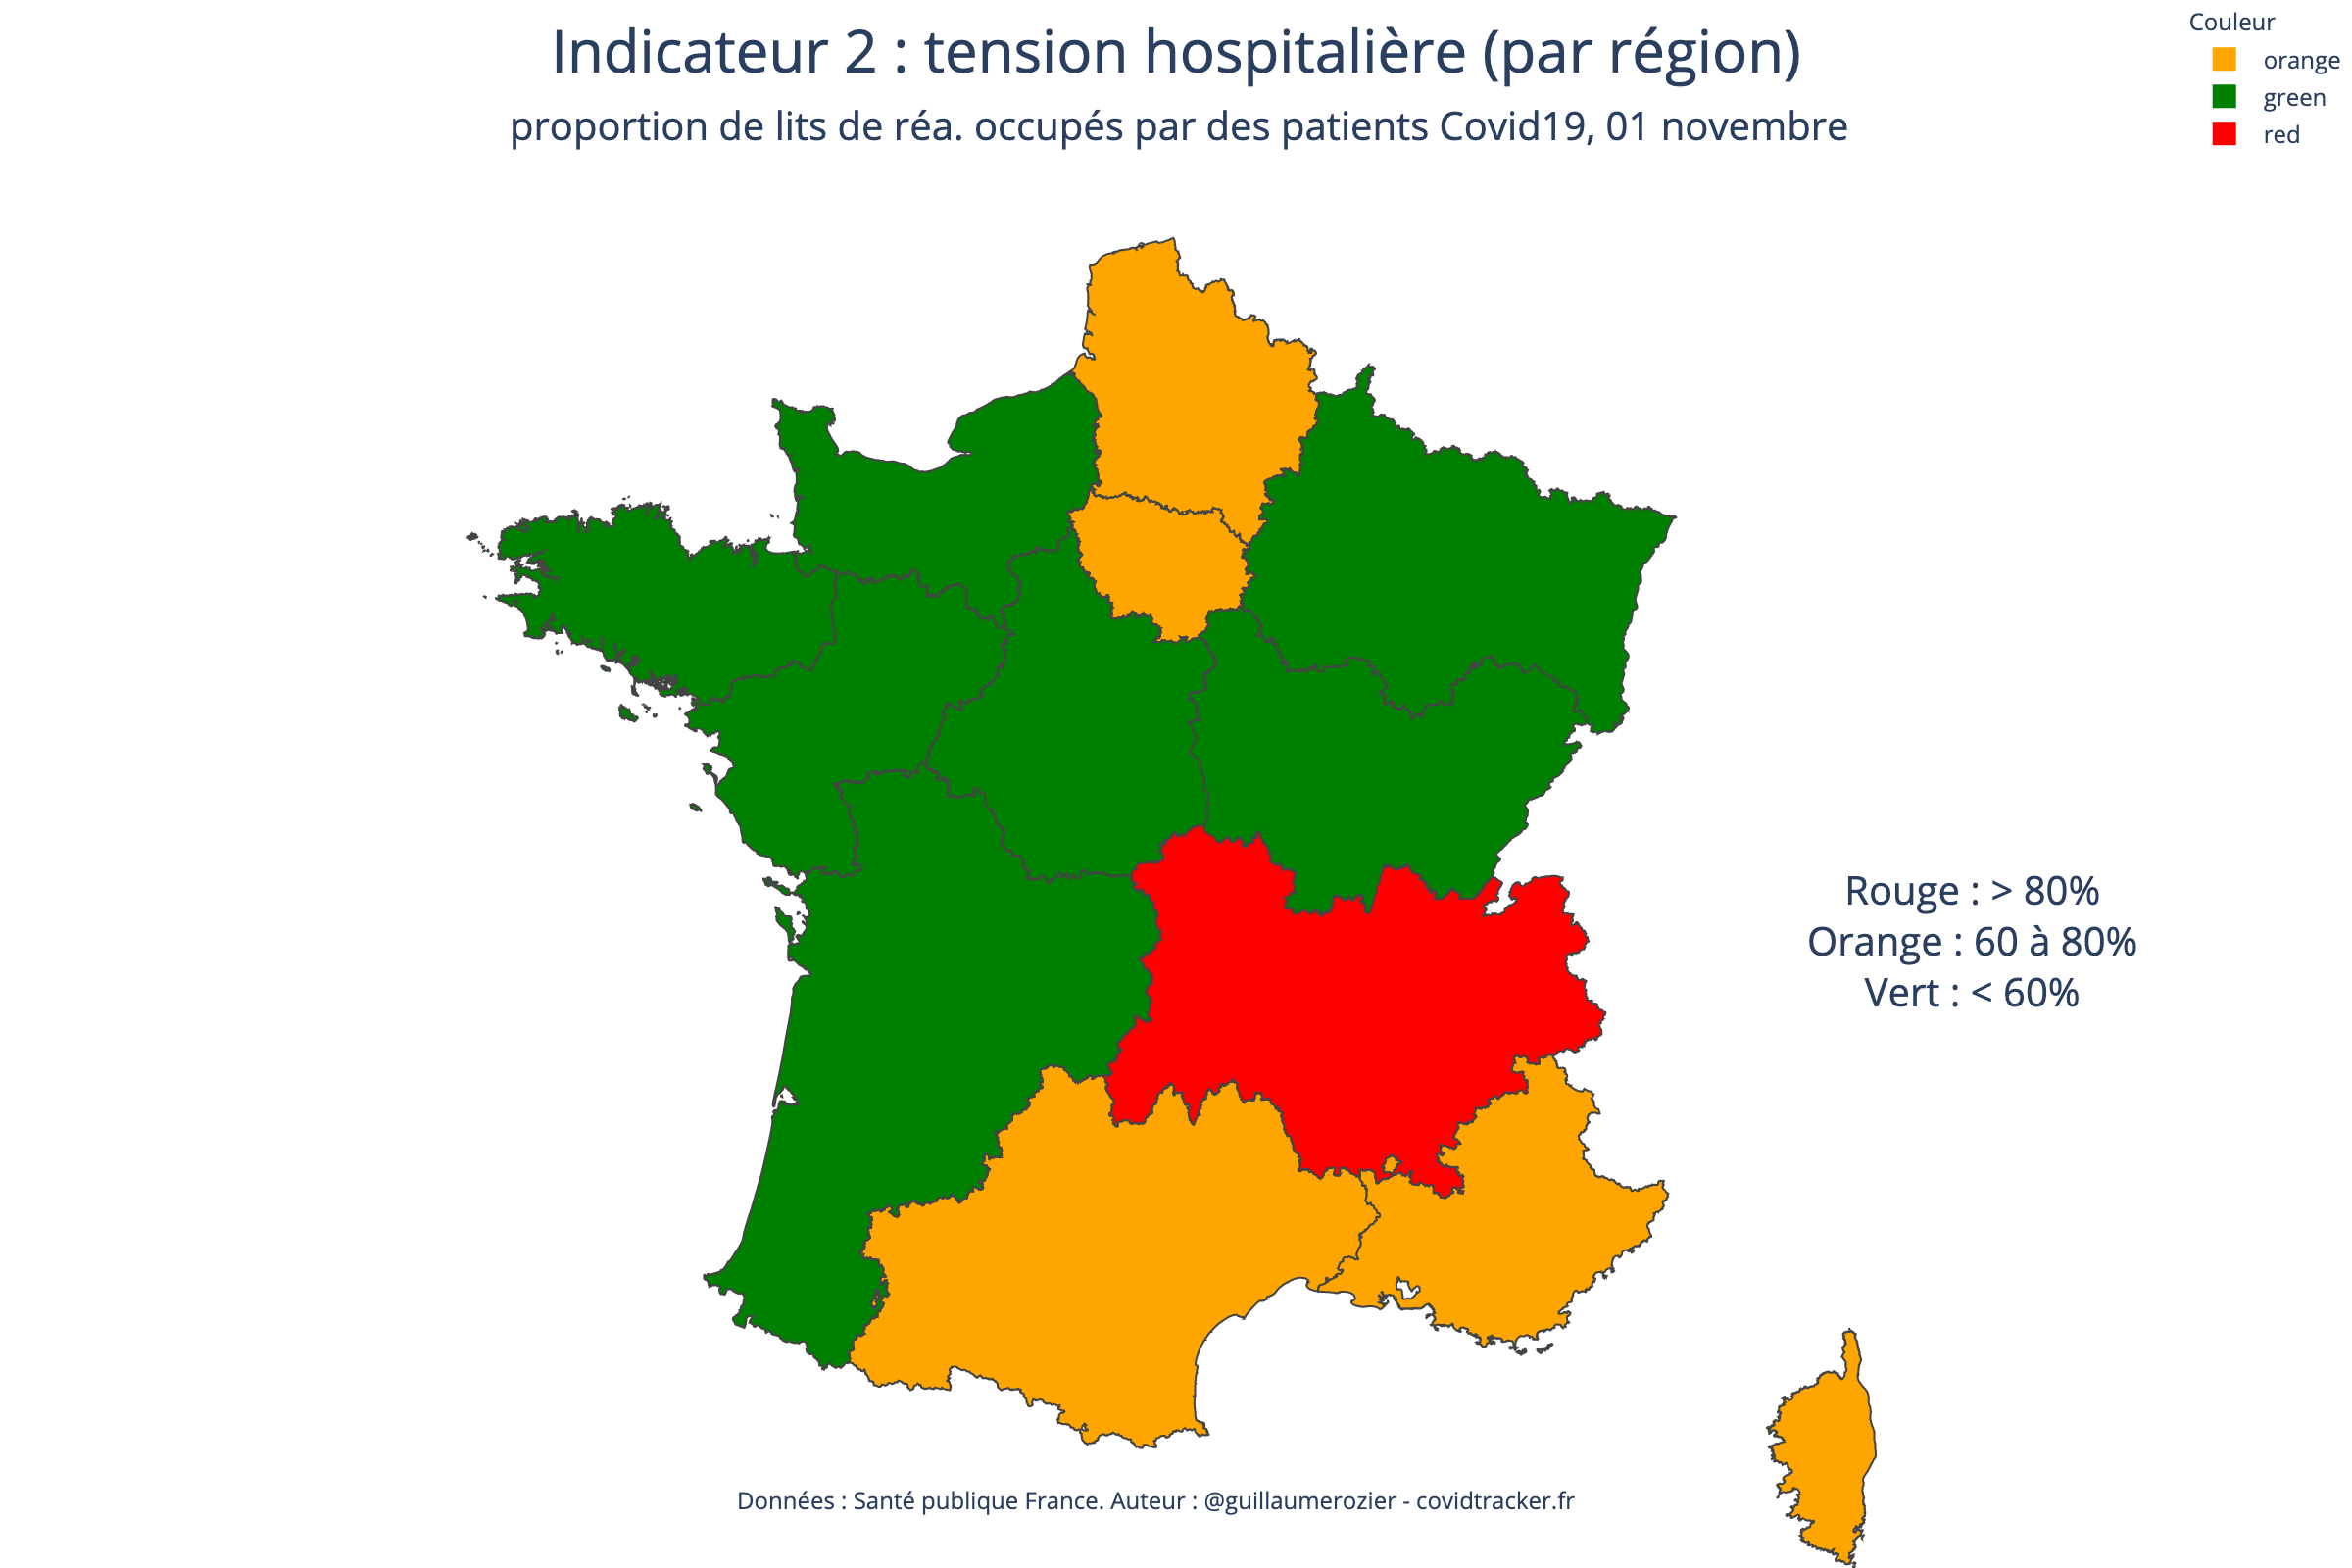 Indicateur 2 : tension hospitalière (par région)
proportion de lits de réa. occupés par des patients Covid19, 01 novembre
Couleur
orange
green
red
Rouge : > 80%
Orange : 60 à 80%
Vert : < 60%
Données : Santé publique France. Auteur : @guillaumerozier - covidtracker.fr